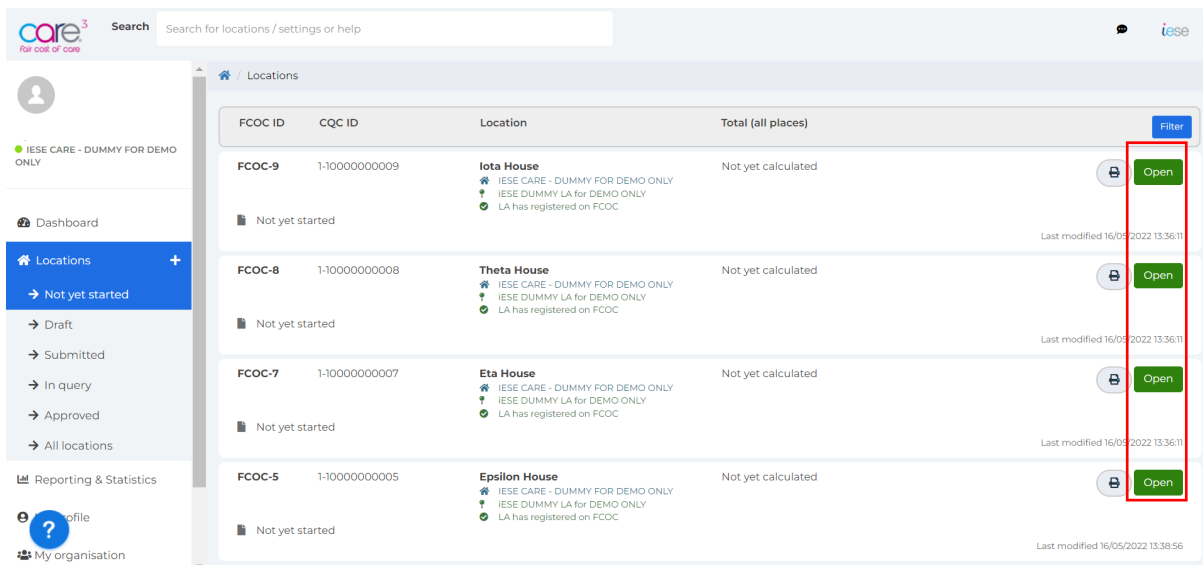 care3
fair cost of care
Search
Search for locations / settings or help
iese
/ Locations
IESE CARE - DUMMY FOR DEMO
ONLY
Dashboard
Locations +
Not yet started
Draft
Submitted
In query
Approved
All locations
Reporting & Statistics
ofile
?
My organisation
FCOC ID CQC ID Location Total (all places) Filter
FCOC-9 1-10000000009 Iota House Not yet calculated Open
IESE CARE - DUMMY FOR DEMO ONLY
iESE DUMMY LA for DEMO ONLY
LA has registered on FCOC
Not yet started
Last modified 16/05/2022 13:36:11
FCOC-8 1-10000000008 Theta House Not yet calculated Open
IESE CARE - DUMMY FOR DEMO ONLY
iESE DUMMY LA for DEMO ONLY
LA has registered on FCOC
Not yet started
Last modified 16/05/2022 13:36:11
FCOC-7 1-10000000007 Eta House Not yet calculated Open
IESE CARE - DUMMY FOR DEMO ONLY
iESE DUMMY LA for DEMO ONLY
LA has registered on FCOC
Not yet started
Last modified 16/05/2022 13:36:11
FCOC-5 1-10000000005 Epsilon House Not yet calculated Open
IESE CARE - DUMMY FOR DEMO ONLY
iESE DUMMY LA for DEMO ONLY
LA has registered on FCOC
Not yet started
Last modified 16/05/2022 13:38:56